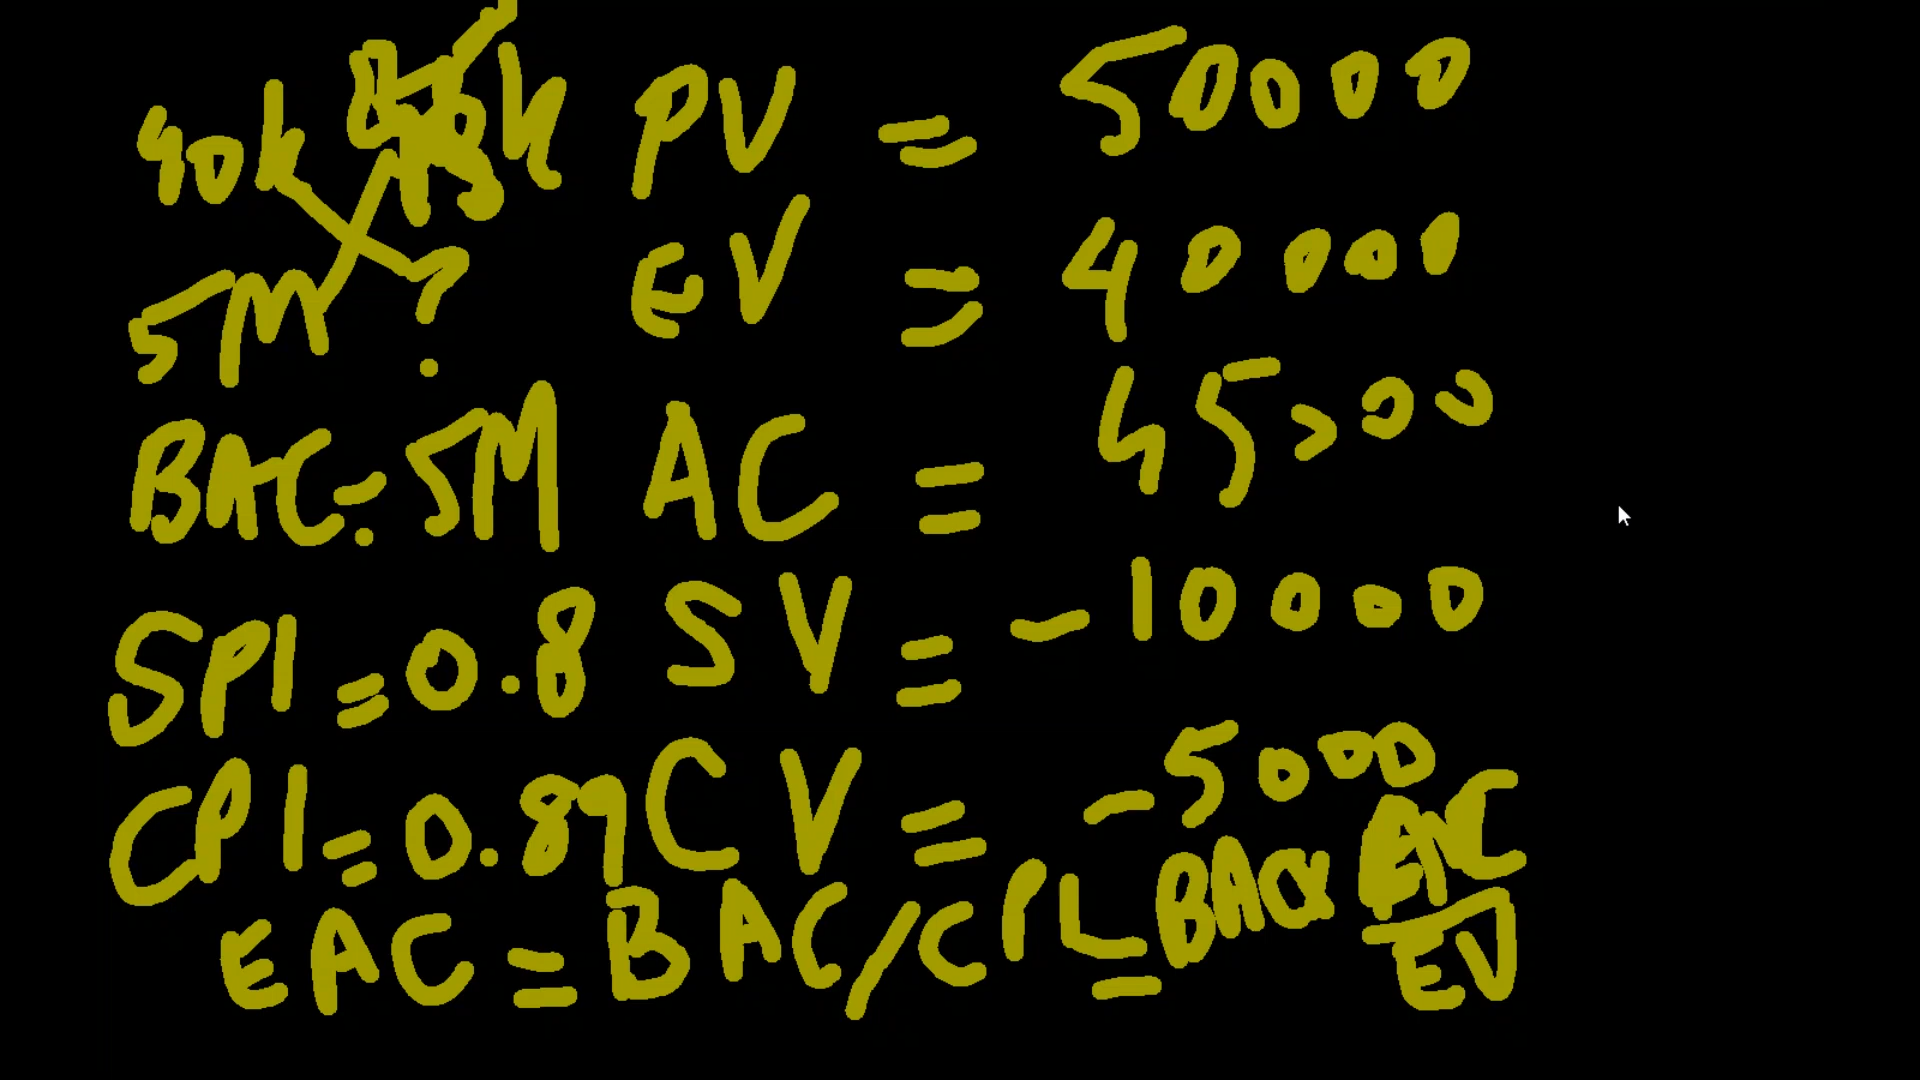 40k 45k PV = 50000
5M ? EV = 40000
BAC = 5M AC = 45000
SPI = 0.8 SV = -10000
CPI = 0.89 CV = -5000
EAC = BAC/CPI = BAC x AC
EV